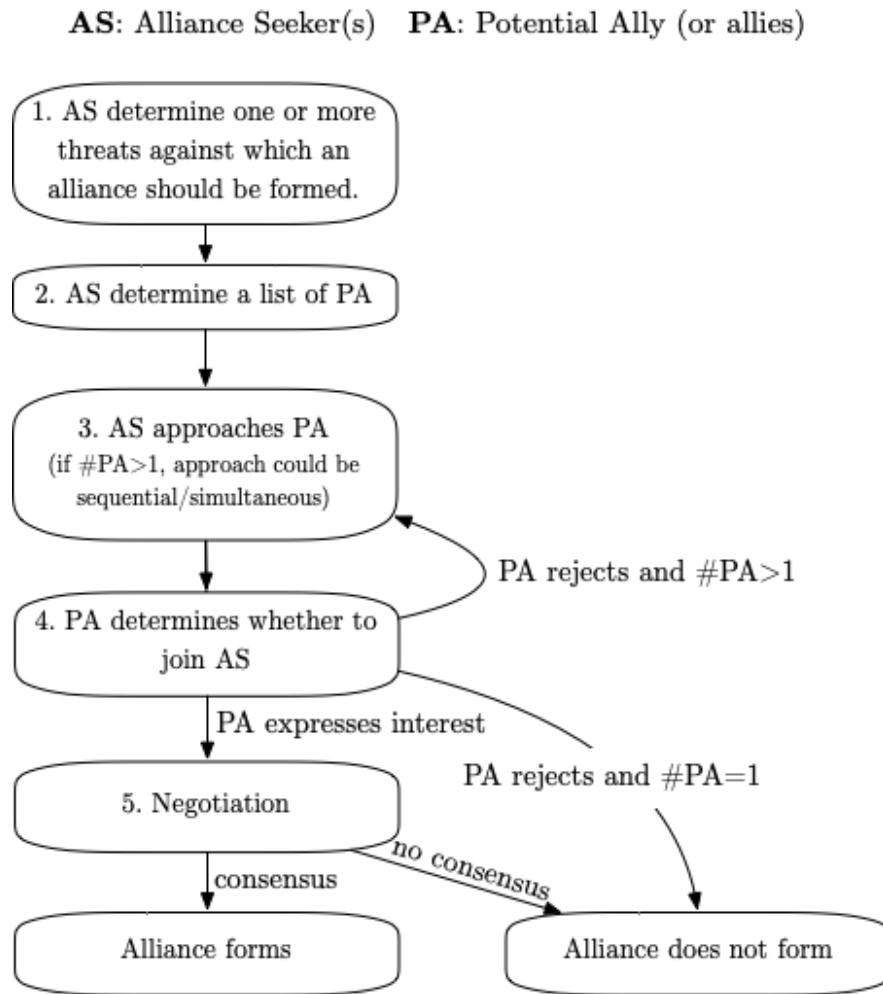 AS: Alliance Seeker(s) PA: Potential Ally (or allies)
1. AS determine one or more
threats against which an
alliance should be formed.
2. AS determine a list of PA
3. AS approaches PA
(if #PA>1, approach could be
sequential/simultaneous)
PA rejects and #PA>1
4. PA determines whether to
join AS
PA expresses interest
PA rejects and #PA=1
5. Negotiation
consensus
no consensus
Alliance forms
Alliance does not form